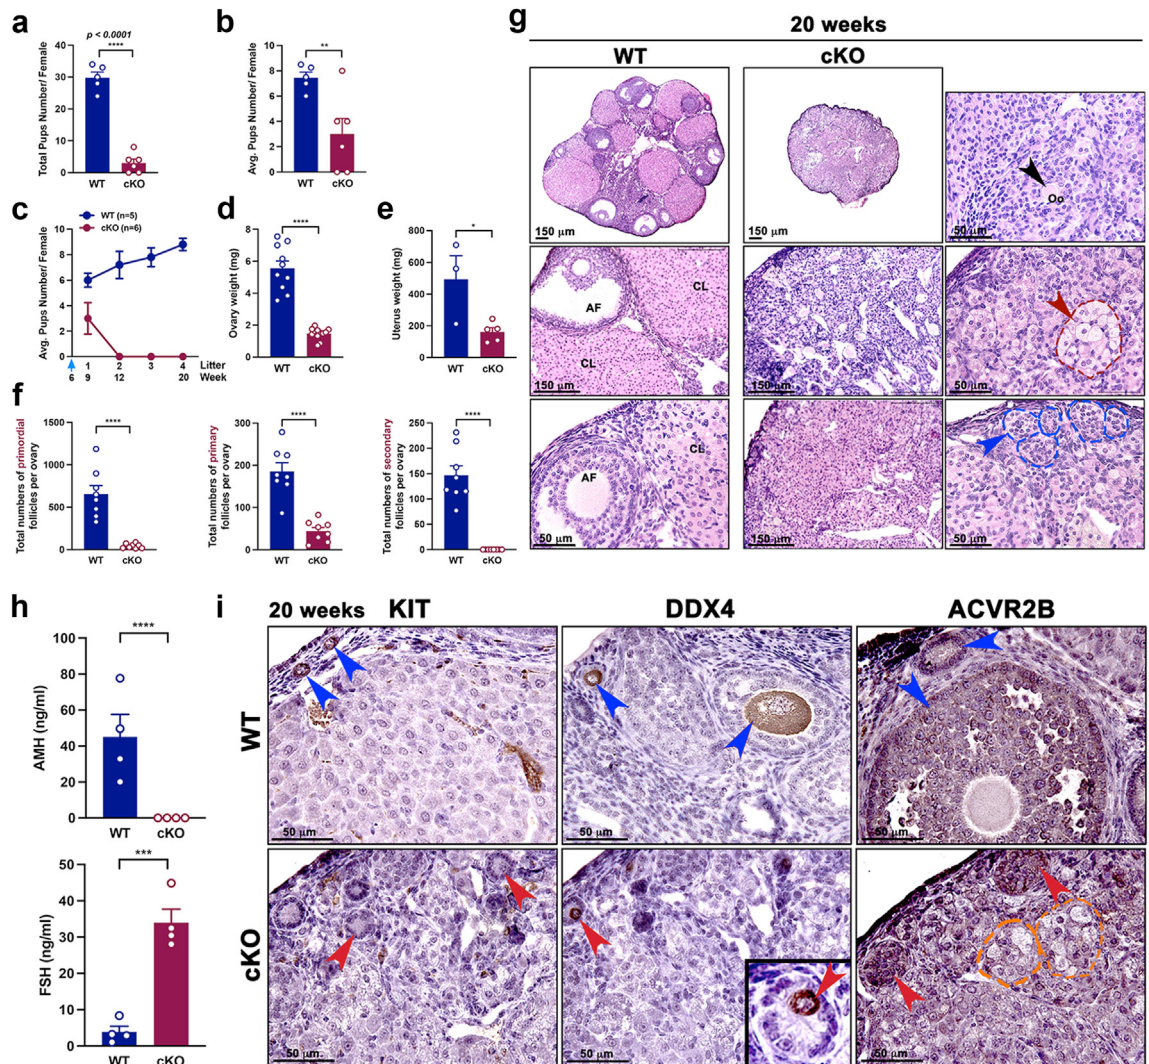 a
p < 0.0001
****
Total Pups Number/ Female
40
30
20
10
0
WT
cKO
b
**
Avg. Pups Number/ Female
8
6
4
2
0
WT
cKO
c
WT (n=5)
cKO (n=6)
Avg. Pups Number/ Female
10
8
6
4
2
0
1 2 3 4 Litter
6 9 12 20 Week
d
****
Ovary weight (mg)
8
6
4
2
0
WT
cKO
e
*
Uterus weight (mg)
800
600
400
200
0
WT
cKO
f
****
Total numbers of primordial
follicles per ovary
1500
1000
500
0
WT
cKO
****
Total numbers of primary
follicles per ovary
300
200
100
0
WT
cKO
****
Total numbers of secondary
follicles per ovary
250
200
150
100
50
0
WT
cKO
g
20 weeks
WT
cKO
150 μm
150 μm
Oo
50 μm
AF
CL
CL
150 μm
150 μm
50 μm
AF
CL
50 μm
150 μm
50 μm
h
****
AMH (ng/ml)
100
80
60
40
20
0
WT
cKO
***
FSH (ng/ml)
50
40
30
20
10
0
WT
cKO
i
20 weeks
KIT
DDX4
ACVR2B
WT
50 μm
50 μm
50 μm
cKO
50 μm
50 μm
50 μm